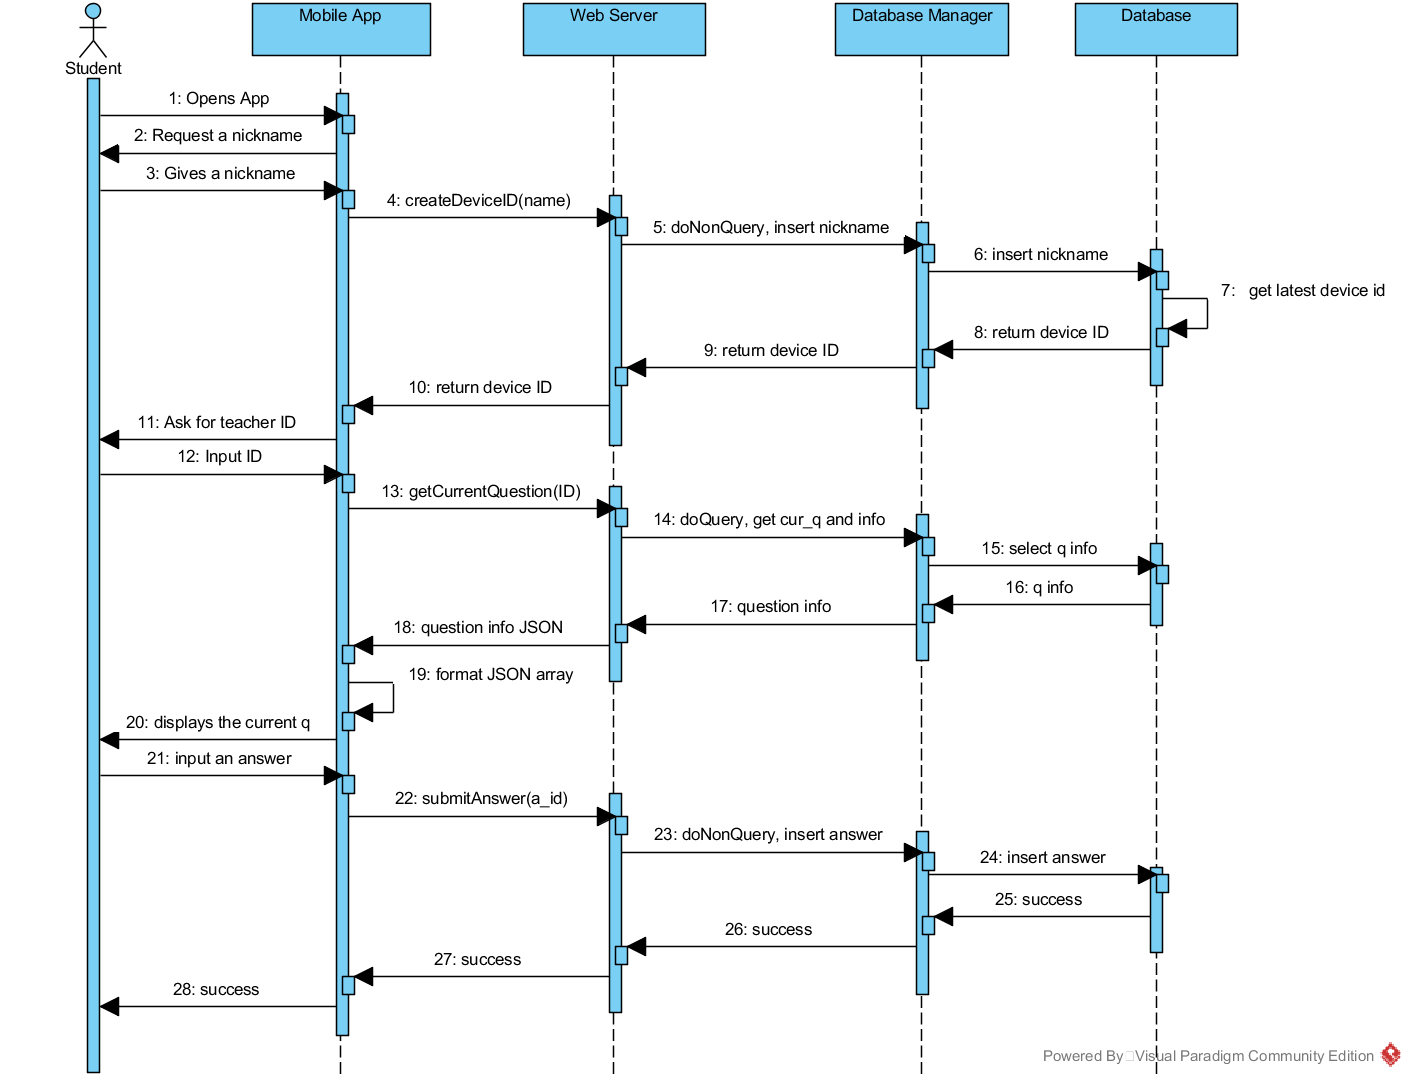 Mobile App
Web Server
Database Manager
Database
Student
1: Opens App
2: Request a nickname
3: Gives a nickname
4: createDeviceID(name)
5: doNonQuery, insert nickname
6: insert nickname
7: get latest device id
8: return device ID
9: return device ID
10: return device ID
11: Ask for teacher ID
12: Input ID
13: getCurrentQuestion(ID)
14: doQuery, get cur_q and info
15: select q info
16: q info
17: question info
18: question info JSON
19: format JSON array
20: displays the current q
21: input an answer
22: submitAnswer(a_id)
23: doNonQuery, insert answer
24: insert answer
25: success
26: success
27: success
28: success
Powered By Visual Paradigm Community Edition